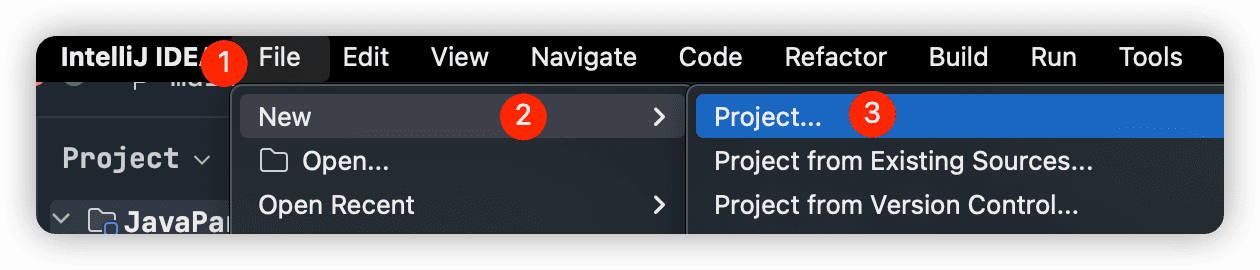 IntelliJ IDEA 1 File Edit View Navigate Code Refactor Build Run Tools
New 2 Project... 3
Project Open... Project from Existing Sources...
Open Recent Project from Version Control...